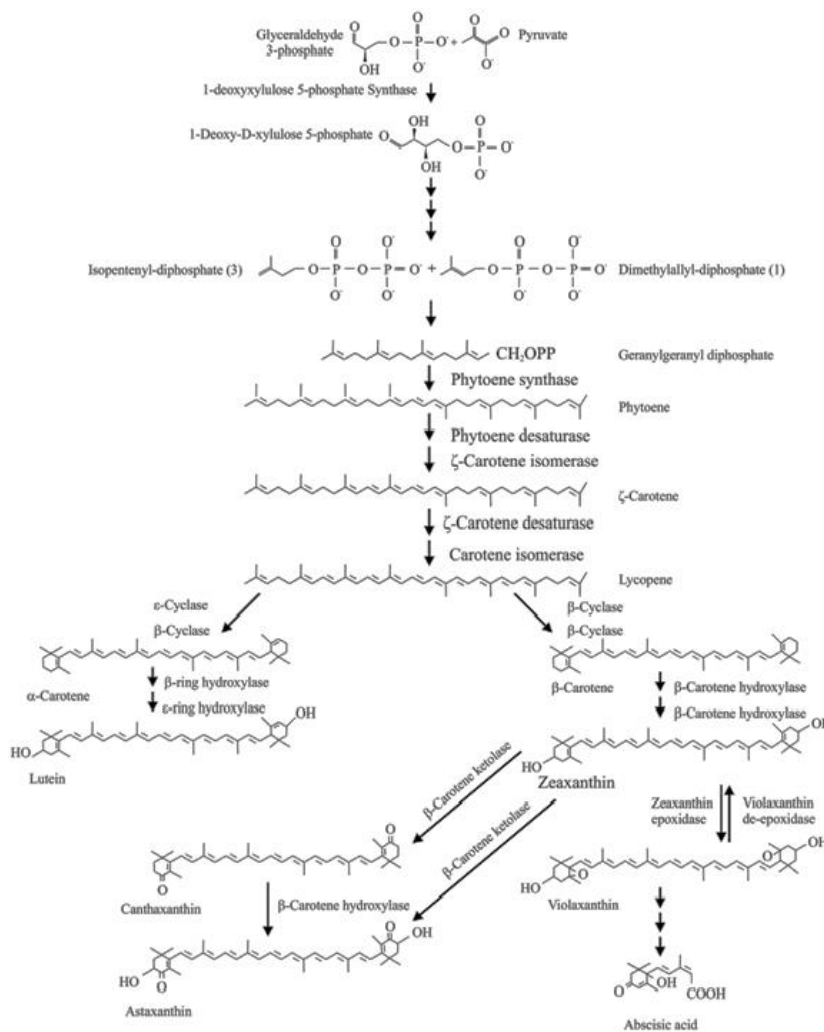 Glyceraldehyde
3-phosphate
Pyruvate
O
O
O
P
O⁻
+
O
O
O⁻
O⁻
OH
1-deoxyxylulose 5-phosphate Synthase
1-Deoxy-D-xylulose 5-phosphate
OH
O
O
O
P
O⁻
O⁻
OH
Isopentenyl-diphosphate (3)
O
O⁻
O
P
O
P
O⁻
O⁻
O⁻
+
O
O⁻
O
P
O
P
O⁻
O⁻
O⁻
Dimethylallyl-diphosphate (1)
CH₂OPP
Geranylgeranyl diphosphate
Phytoene synthase
Phytoene
Phytoene desaturase
ζ-Carotene isomerase
ζ-Carotene
ζ-Carotene desaturase
Carotene isomerase
Lycopene
ε-Cyclase
β-Cyclase
β-Cyclase
β-Cyclase
α-Carotene
β-ring hydroxylase
ε-ring hydroxylase
β-Carotene
β-Carotene hydroxylase
β-Carotene hydroxylase
OH
HO
Lutein
OH
HO
Zeaxanthin
β-Carotene ketolase
β-Carotene ketolase
Zeaxanthin
epoxidase
Violaxanthin
de-epoxidase
O
O
Canthaxanthin
β-Carotene hydroxylase
OH
O
O
HO
Violaxanthin
O
OH
HO
O
Astaxanthin
O
OH
COOH
Abscisic acid